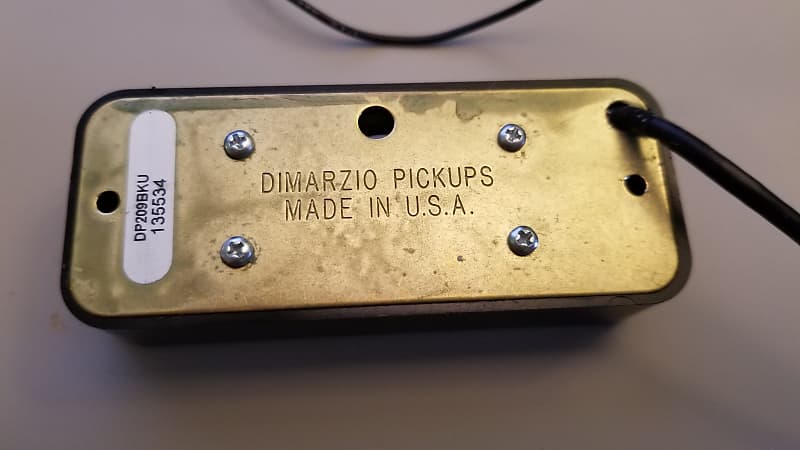 DIMARZIO PICKUPS
MADE IN U.S.A.
DP209BKU
135534